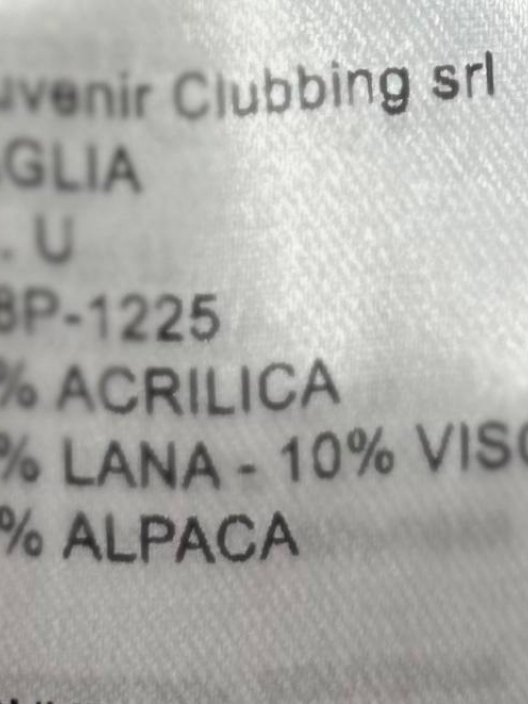 uvenir Clubbing srl
GLIA
. U
BP-1225
% ACRILICA
% LANA - 10% VISC
% ALPACA